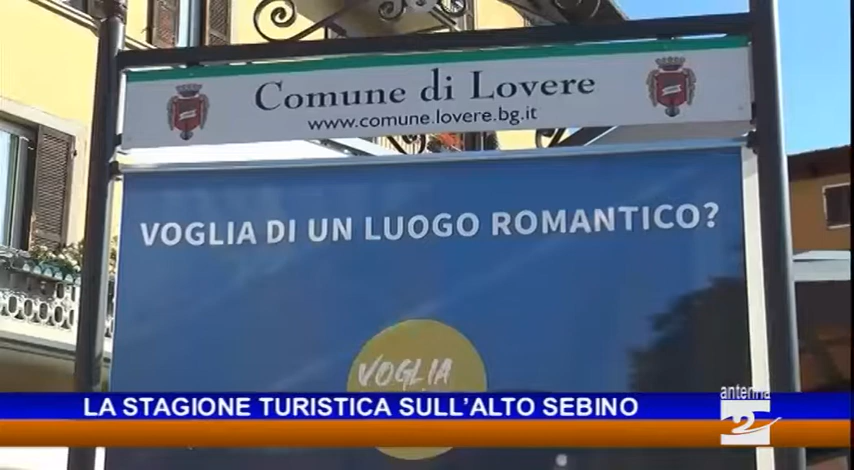 Comune di Lovere
www.comune.lovere.bg.it
VOGLIA DI UN LUOGO ROMANTICO?
VOGLIA
LA STAGIONE TURISTICA SULL'ALTO SEBINO
antenna
2